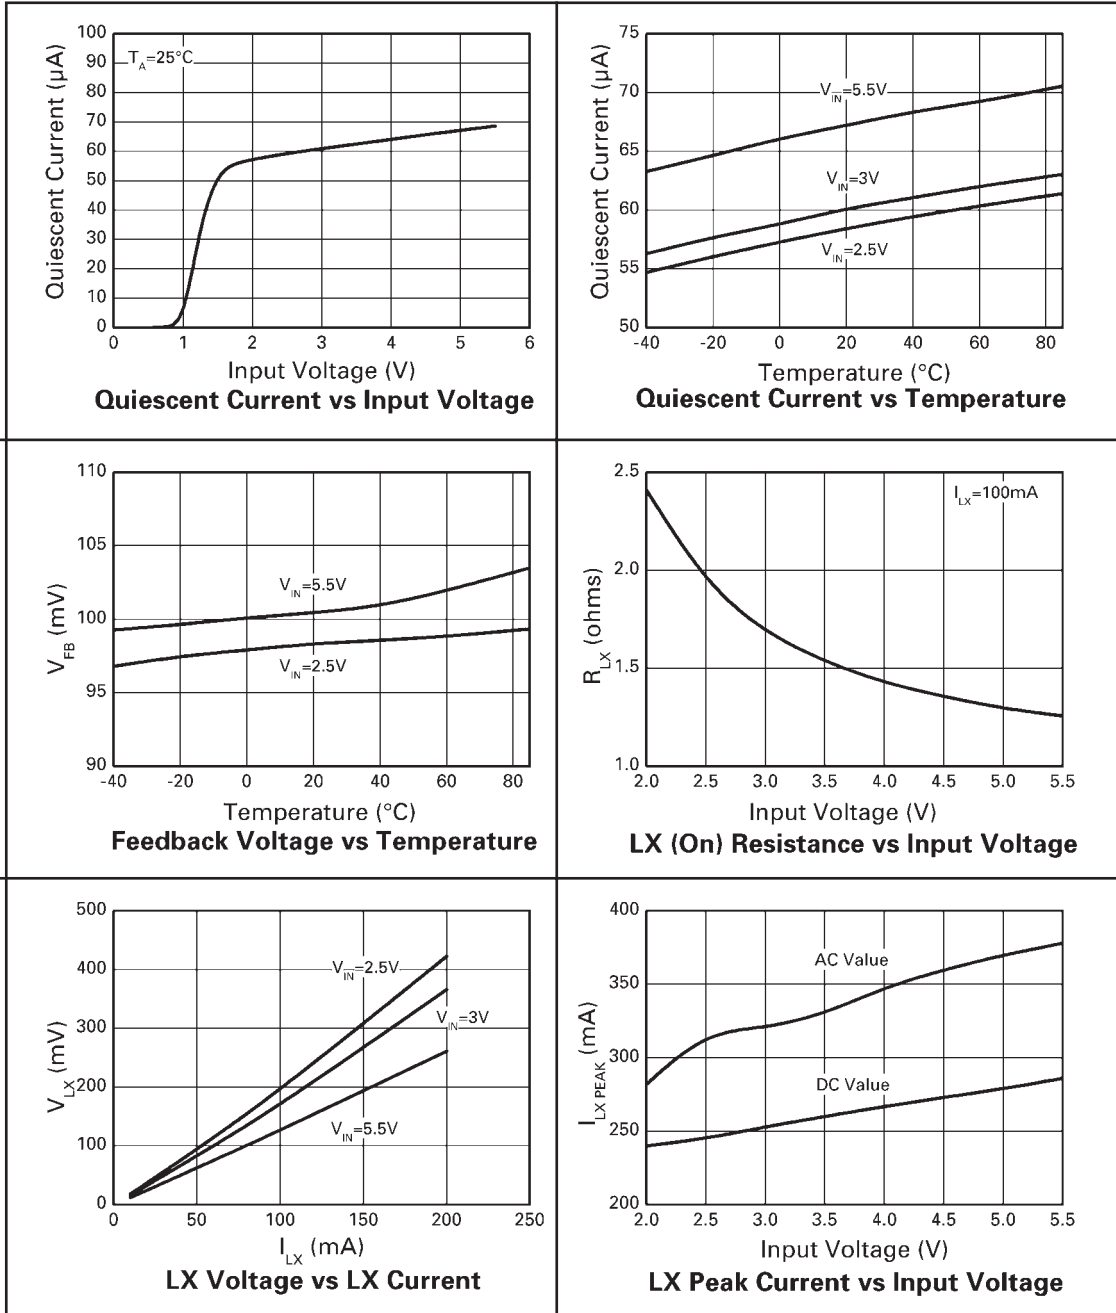 100
90
80
70
60
50
40
30
20
10
0
T_A=25°C
Quiescent Current (µA)
0 1 2 3 4 5 6
Input Voltage (V)
Quiescent Current vs Input Voltage
75
70
65
60
55
50
V_IN=5.5V
V_IN=3V
V_IN=2.5V
Quiescent Current (µA)
-40 -20 0 20 40 60 80
Temperature (°C)
Quiescent Current vs Temperature
110
105
100
95
90
V_IN=5.5V
V_IN=2.5V
V_FB (mV)
-40 -20 0 20 40 60 80
Temperature (°C)
Feedback Voltage vs Temperature
2.5
2.0
1.5
1.0
I_LX=100mA
R_LX (ohms)
2.0 2.5 3.0 3.5 4.0 4.5 5.0 5.5
Input Voltage (V)
LX (On) Resistance vs Input Voltage
500
400
300
200
100
0
V_IN=2.5V
V_IN=3V
V_IN=5.5V
V_LX (mV)
0 50 100 150 200 250
I_LX (mA)
LX Voltage vs LX Current
400
350
300
250
200
AC Value
DC Value
I_LX PEAK (mA)
2.0 2.5 3.0 3.5 4.0 4.5 5.0 5.5
Input Voltage (V)
LX Peak Current vs Input Voltage